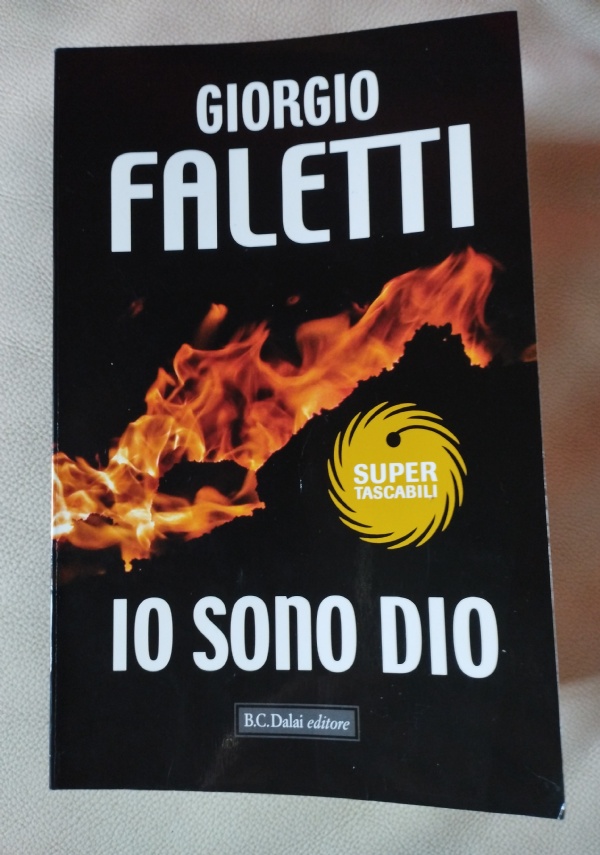 GIORGIO
FALETTI
SUPER
TASCABILI
IO SONO DIO
B.C.Dalai editore